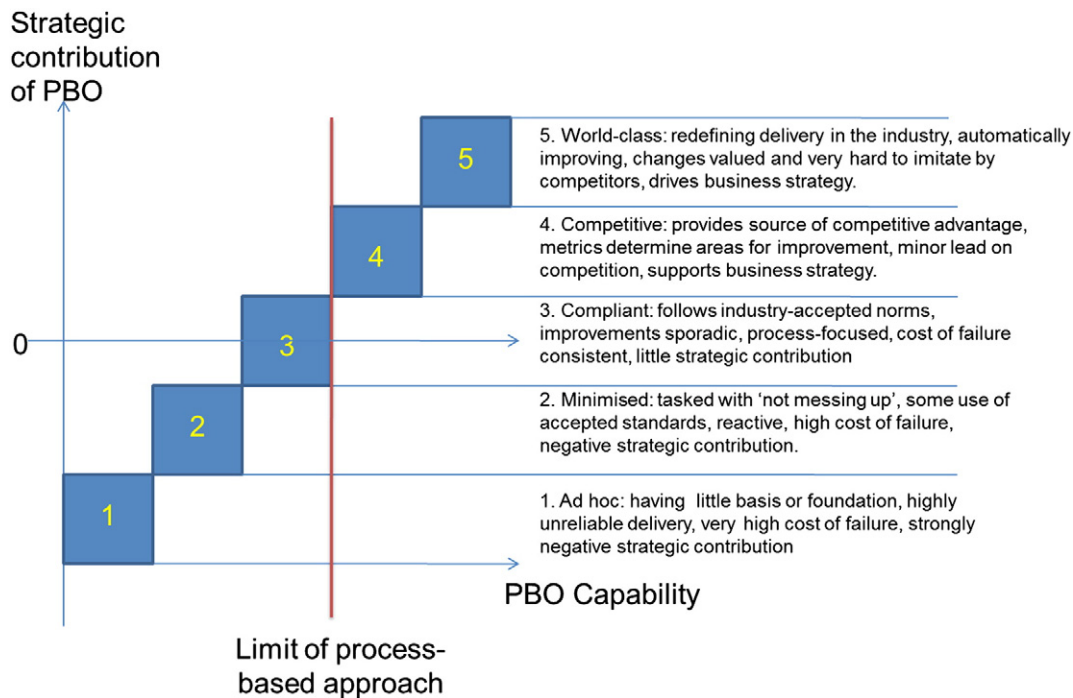 Strategic
contribution
of PBO
5
5. World-class: redefining delivery in the industry, automatically
improving, changes valued and very hard to imitate by
competitors, drives business strategy.
4
4. Competitive: provides source of competitive advantage,
metrics determine areas for improvement, minor lead on
competition, supports business strategy.
0
3
3. Compliant: follows industry-accepted norms,
improvements sporadic, process-focused, cost of failure
consistent, little strategic contribution
2
2. Minimised: tasked with ‘not messing up’, some use of
accepted standards, reactive, high cost of failure,
negative strategic contribution.
1
1. Ad hoc: having little basis or foundation, highly
unreliable delivery, very high cost of failure, strongly
negative strategic contribution
PBO Capability
Limit of process-
based approach